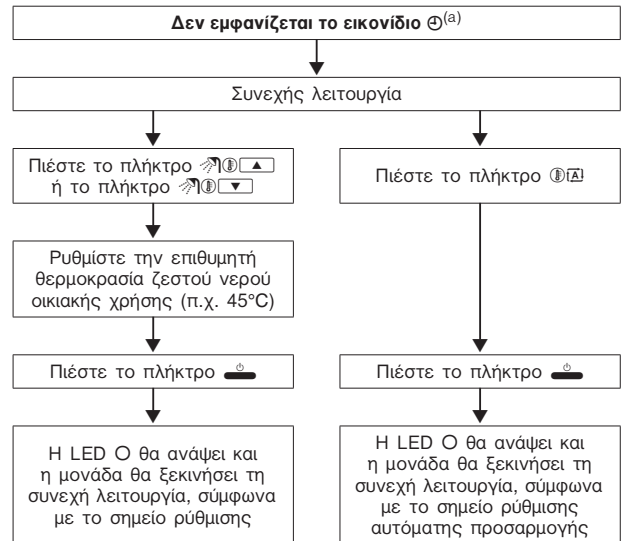 Δεν εμφανίζεται το εικονίδιο (a)
Συνεχής λειτουργία
Πιέστε το πλήκτρο
ή το πλήκτρο
Ρυθμίστε την επιθυμητή
θερμοκρασία ζεστού νερού
οικιακής χρήσης (π.χ. 45°C)
Πιέστε το πλήκτρο
Η LED O θα ανάψει και
η μονάδα θα ξεκινήσει τη
συνεχή λειτουργία, σύμφωνα
με το σημείο ρύθμισης
Πιέστε το πλήκτρο A
Πιέστε το πλήκτρο
Η LED O θα ανάψει και
η μονάδα θα ξεκινήσει τη
συνεχή λειτουργία, σύμφωνα
με το σημείο ρύθμισης
αυτόματης προσαρμογής